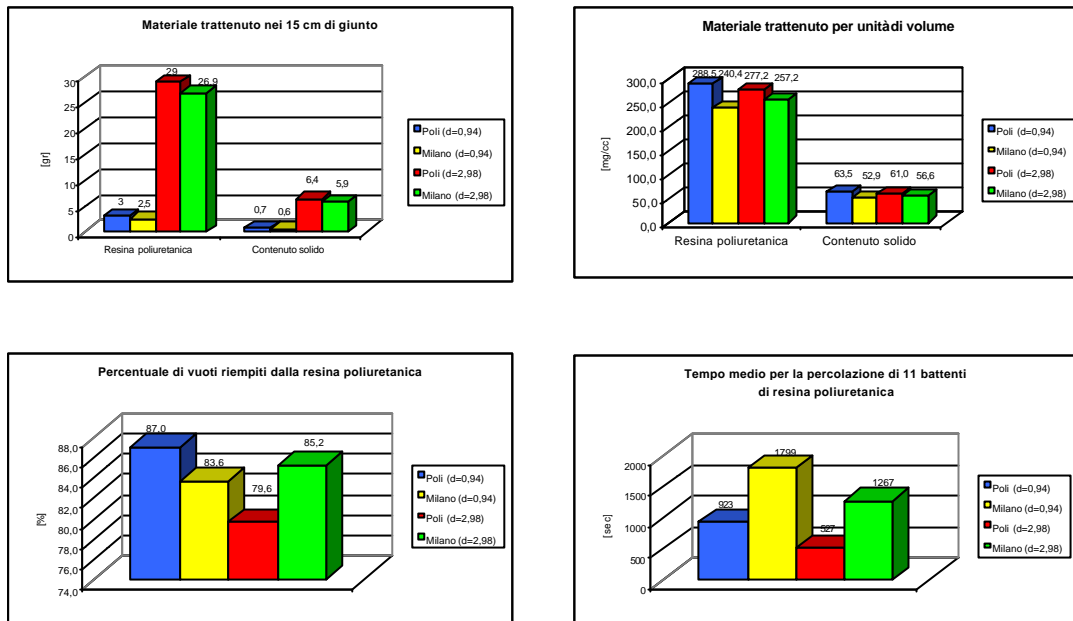 Materiale trattenuto nei 15 cm di giunto
30
25
20
15
10
5
0
[gr]
3
2,5
29
26,9
0,7
0,6
6,4
5,9
Resina poliuretanica
Contenuto solido
Poli (d=0,94)
Milano (d=0,94)
Poli (d=2,98)
Milano (d=2,98)
Materiale trattenuto per unitàdi volume
300,0
250,0
200,0
150,0
100,0
50,0
0,0
[mg/cc]
288,5
240,4
277,2
257,2
63,5
52,9
61,0
56,6
Resina poliuretanica
Contenuto solido
Poli (d=0,94)
Milano (d=0,94)
Poli (d=2,98)
Milano (d=2,98)
Percentuale di vuoti riempiti dalla resina poliuretanica
88,0
86,0
84,0
82,0
80,0
78,0
76,0
74,0
[%]
87,0
83,6
79,6
85,2
Poli (d=0,94)
Milano (d=0,94)
Poli (d=2,98)
Milano (d=2,98)
Tempo medio per la percolazione di 11 battenti
di resina poliuretanica
2000
1500
1000
500
0
[sec]
923
1799
527
1267
Poli (d=0,94)
Milano (d=0,94)
Poli (d=2,98)
Milano (d=2,98)